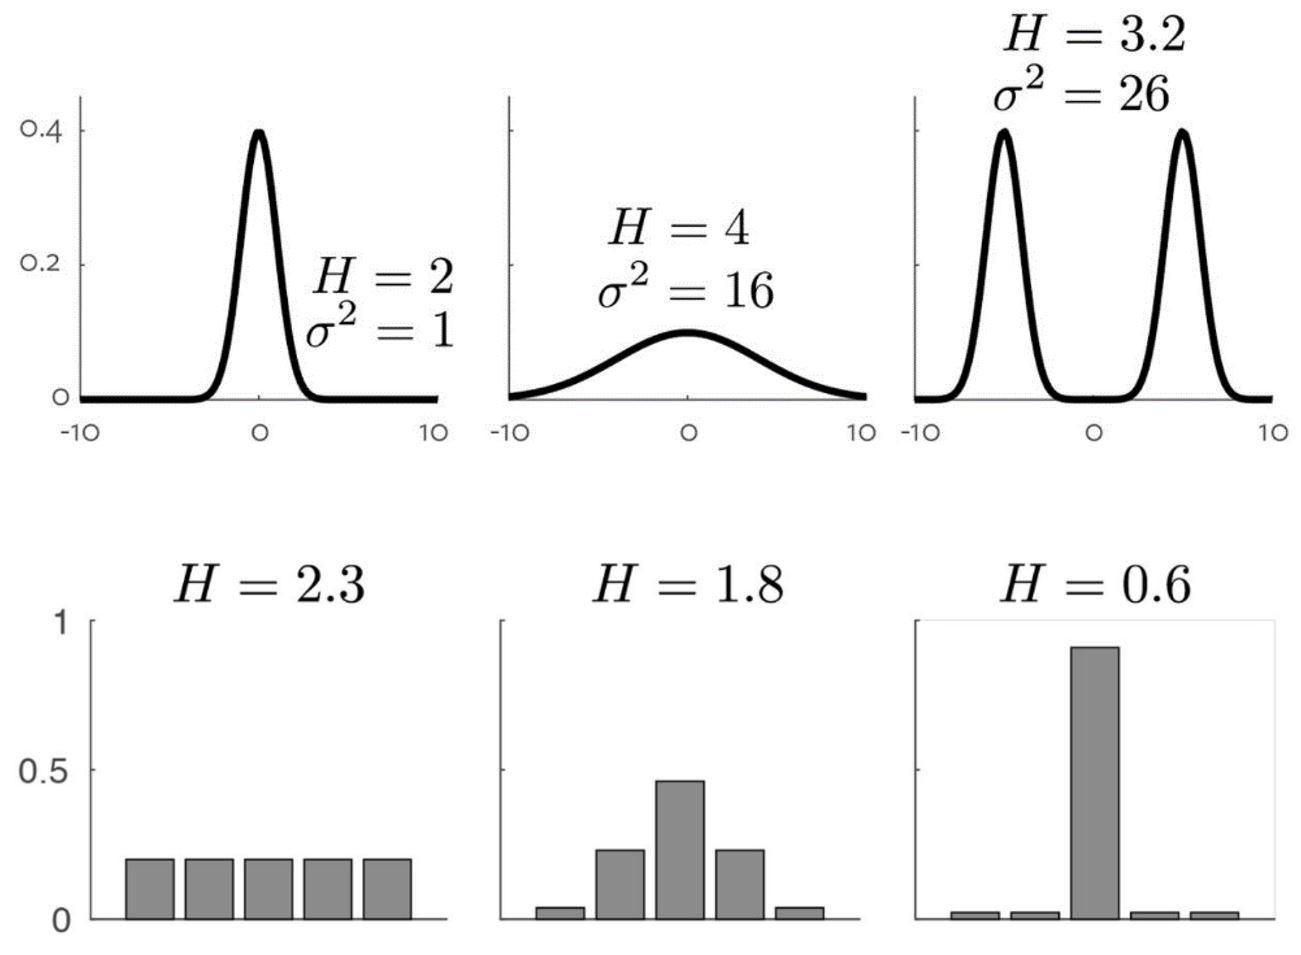 H = 3.2
σ² = 26
0.4
0.2
0
H = 2
σ² = 1
H = 4
σ² = 16
-10 0 10
-10 0 10
-10 0 10
H = 2.3
H = 1.8
H = 0.6
1
0.5
0